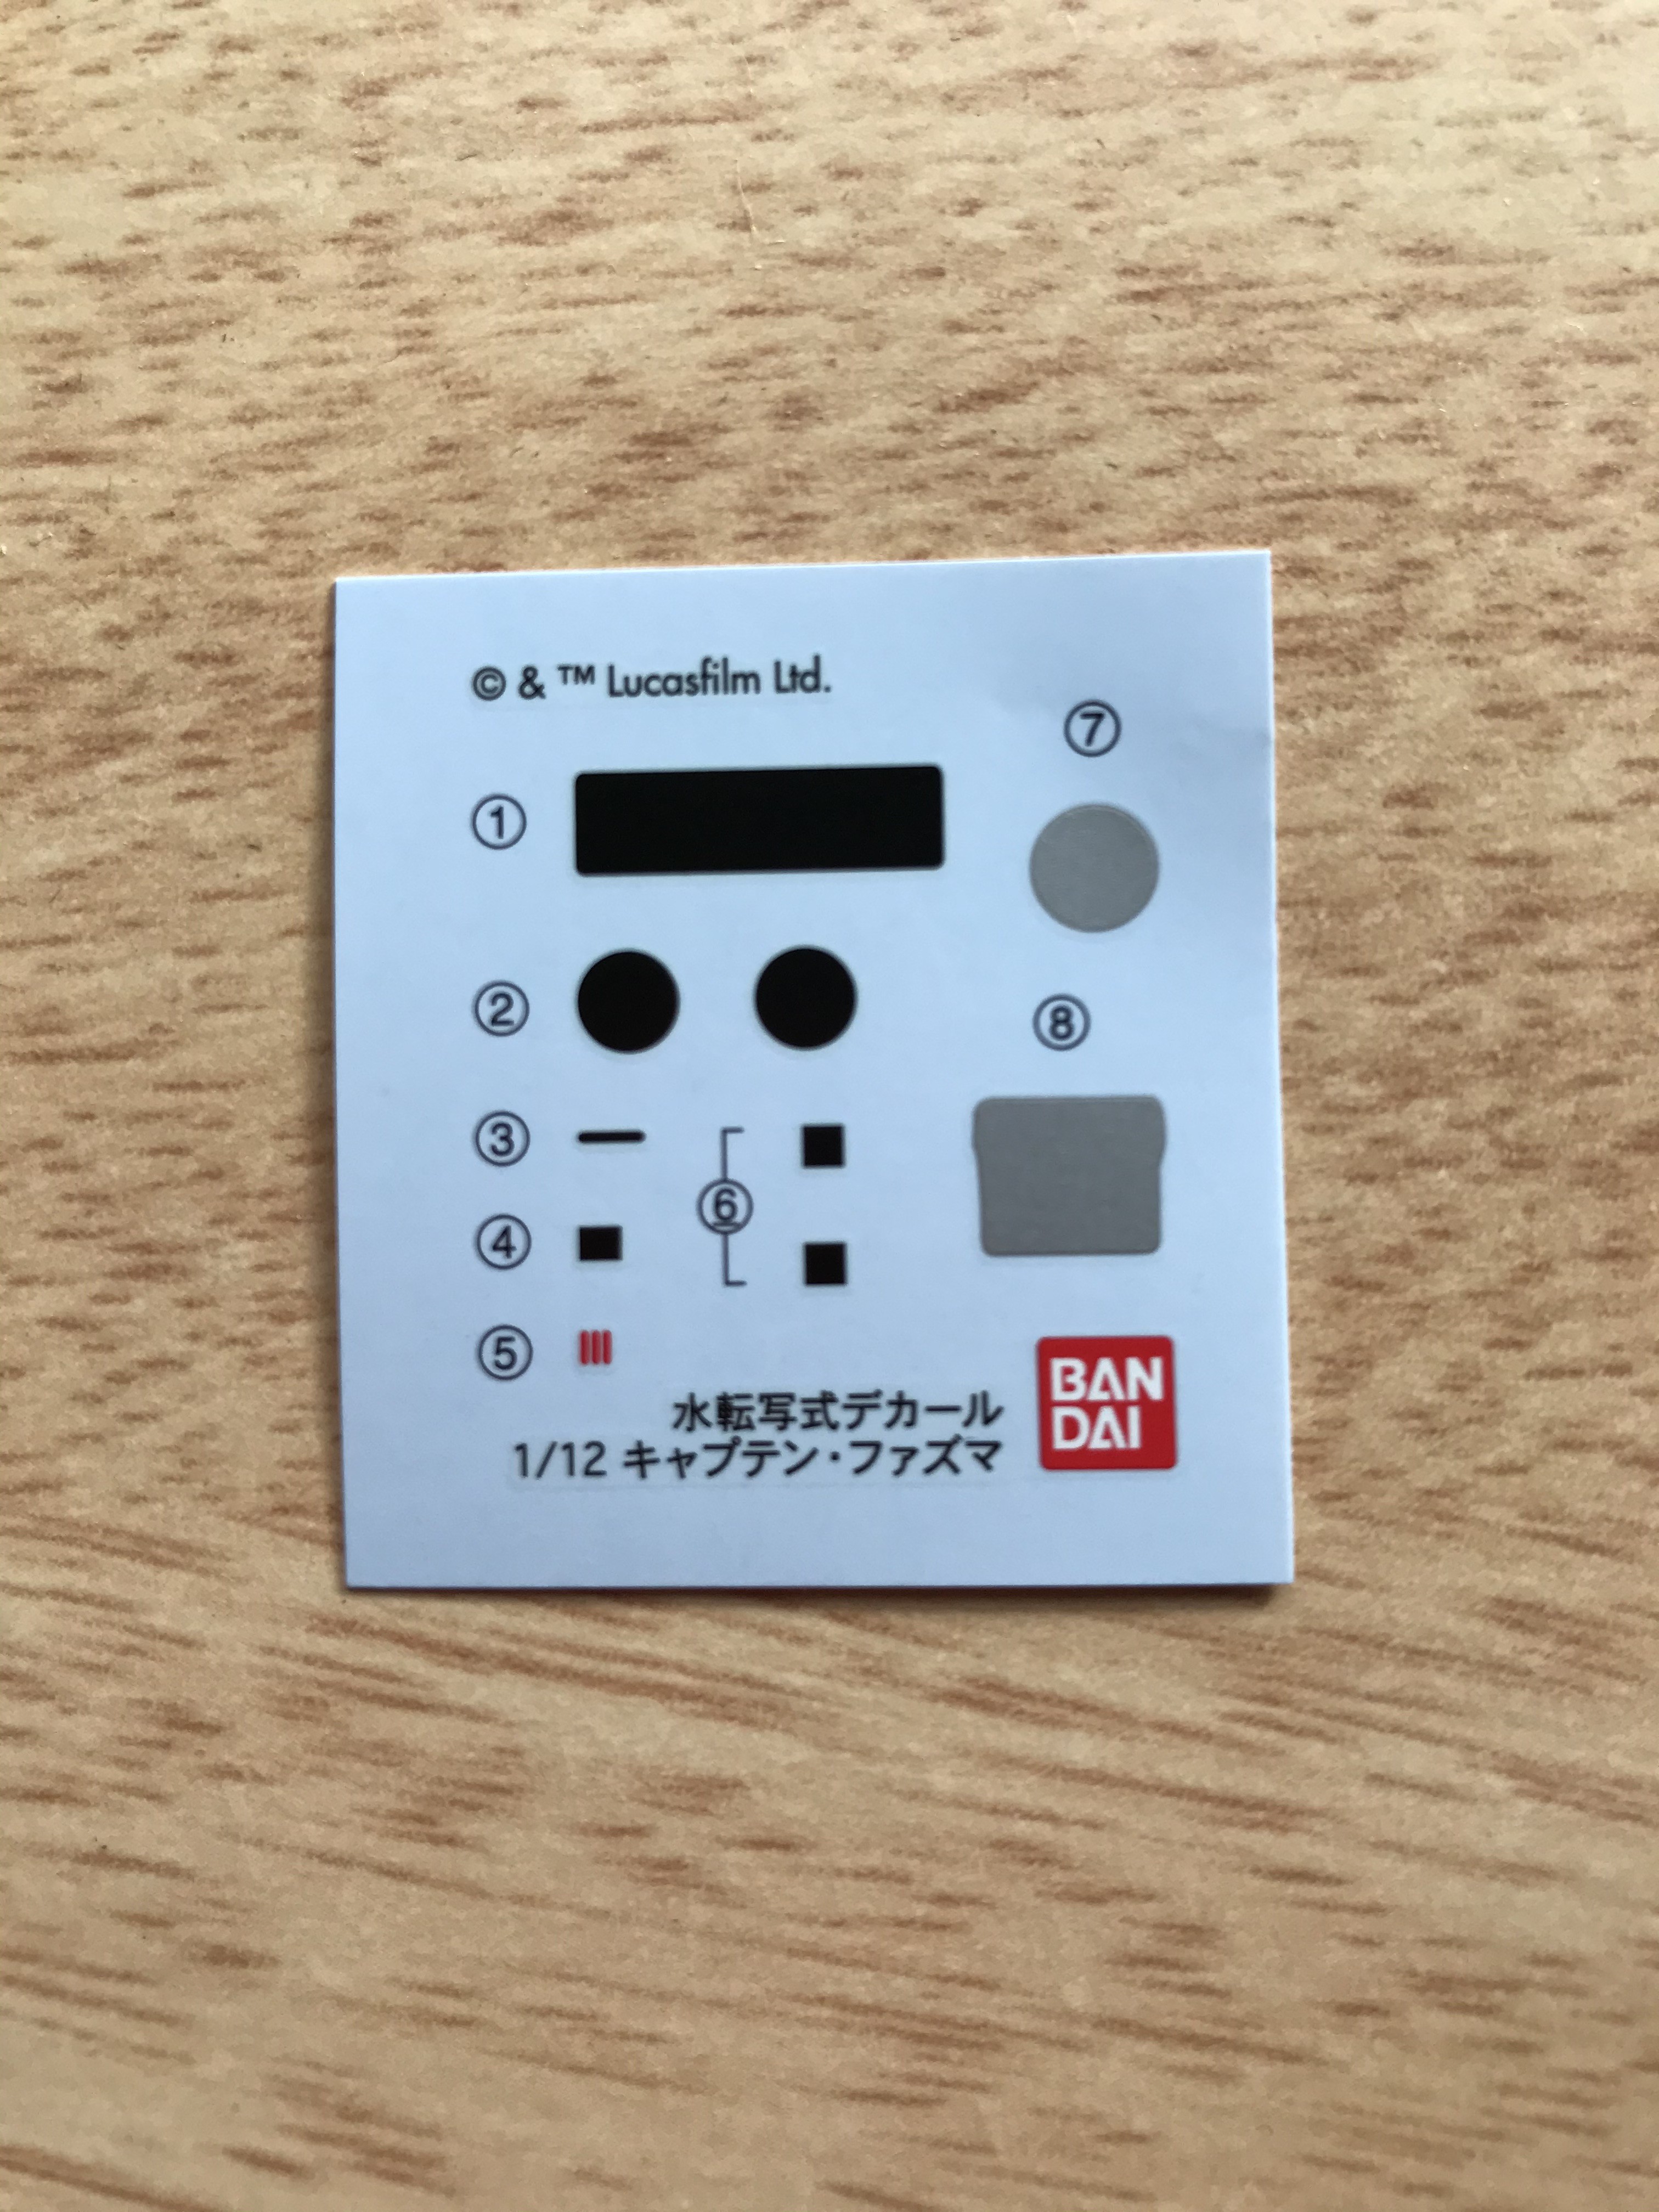 © & ™ Lucasfilm Ltd.
①
②
③
④
⑤
⑥
⑦
⑧
水転写式デカール
1/12 キャプテン・ファズマ
BAN
DAI